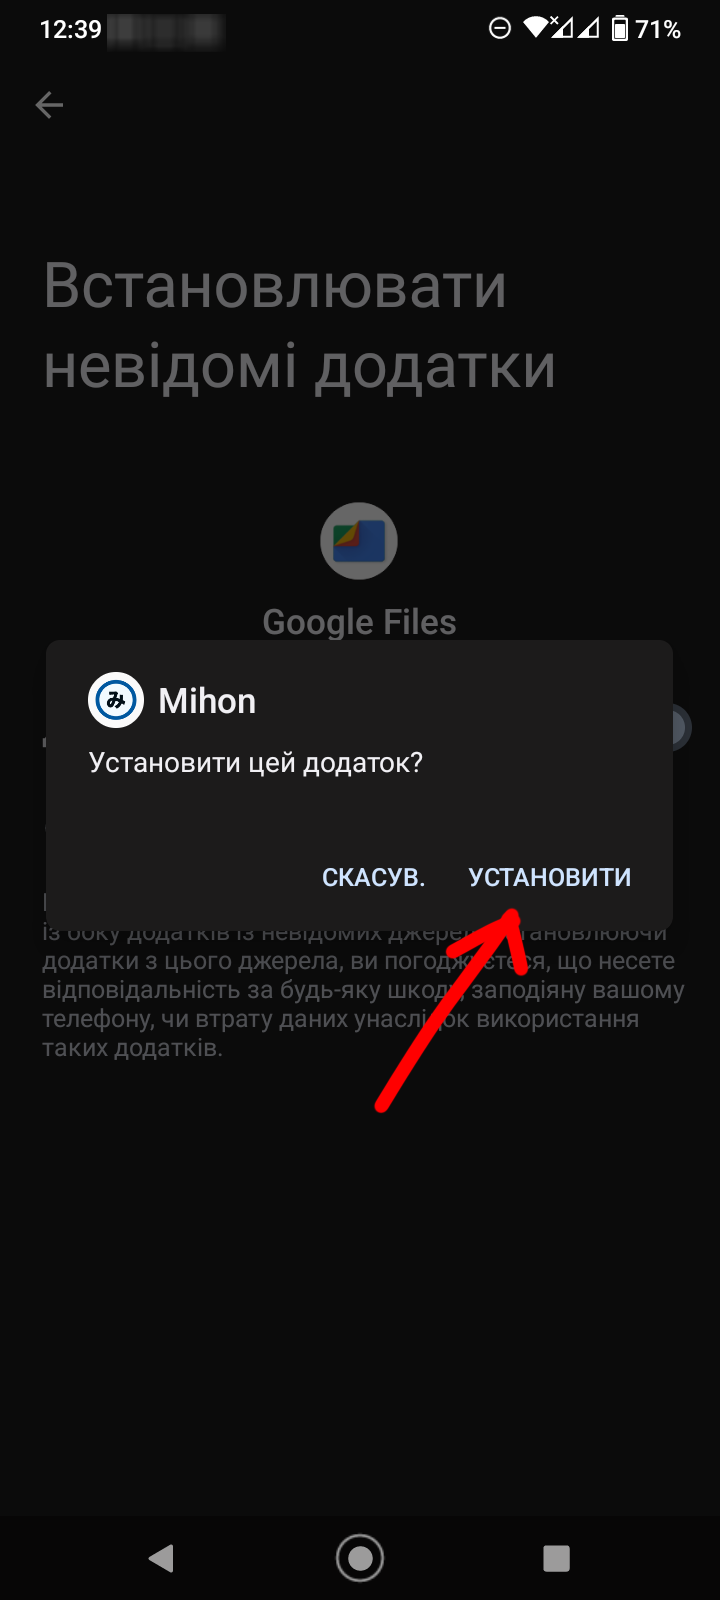 12:39
71%
Встановлювати
невідомі додатки
Google Files
み Mihon
Установити цей додаток?
СКАСУВ. УСТАНОВИТИ
із боку додатків із невідомих джерел
додатки з цього джерела, ви погоджуєтеся, що несете
відповідальність за будь-яку шкоду, заподіяну вашому
телефону, чи втрату даних унаслідок використання
таких додатків.